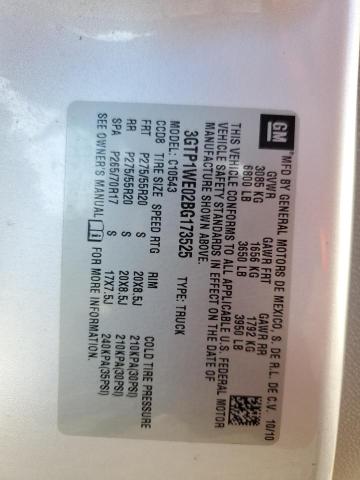 GM
MFD BY GENERAL MOTORS DE MEXICO, S. DE R.L. DE C.V. 10/10
GVWR GAWR FRT GAWR RR
3085 KG 1656 KG 1792 KG
6800 LB 3650 LB 3950 LB
THIS VEHICLE CONFORMS TO ALL APPLICABLE U.S. FEDERAL MOTOR
VEHICLE SAFETY STANDARDS IN EFFECT ON THE DATE OF
MANUFACTURE SHOWN ABOVE.
3GTP1WE02BG173525 TYPE: TRUCK
MODEL: C10543
CCD8 TIRE SIZE SPEED RTG RIM COLD TIRE PRESSURE
FRT P275/55R20 S 20X8.5J 210KPA(30PSI)
RR P275/55R20 S 20X8.5J 210KPA(30PSI)
SPA P265/70R17 S 17X7.5J 240KPA(35PSI)
SEE OWNER'S MANUAL FOR MORE INFORMATION